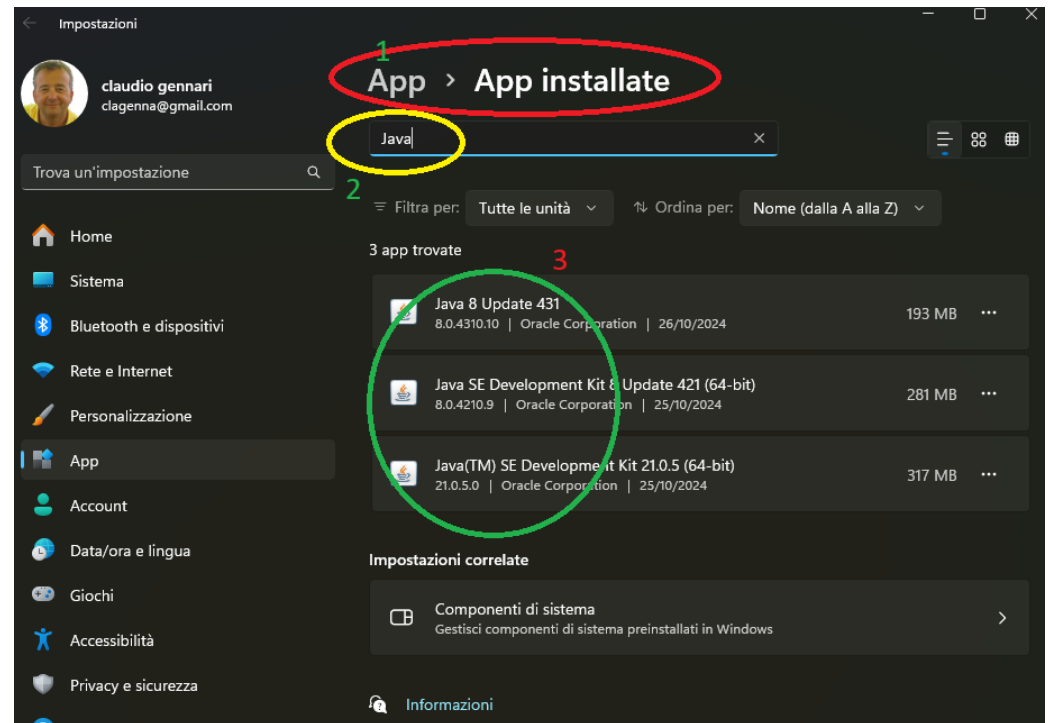 Impostazioni
claudio gennari
clagenna@gmail.com
Trova un'impostazione
Home
Sistema
Bluetooth e dispositivi
Rete e Internet
Personalizzazione
App
Account
Data/ora e lingua
Giochi
Accessibilità
Privacy e sicurezza
1
App > App installate
Java
2
Filtra per: Tutte le unità Ordina per: Nome (dalla A alla Z)
3 app trovate
3
Java 8 Update 431
8.0.4310.10 | Oracle Corporation | 26/10/2024
193 MB
Java SE Development Kit 8 Update 421 (64-bit)
8.0.4210.9 | Oracle Corporation | 25/10/2024
281 MB
Java(TM) SE Development Kit 21.0.5 (64-bit)
21.0.5.0 | Oracle Corporation | 25/10/2024
317 MB
Impostazioni correlate
Componenti di sistema
Gestisci componenti di sistema preinstallati in Windows
Informazioni